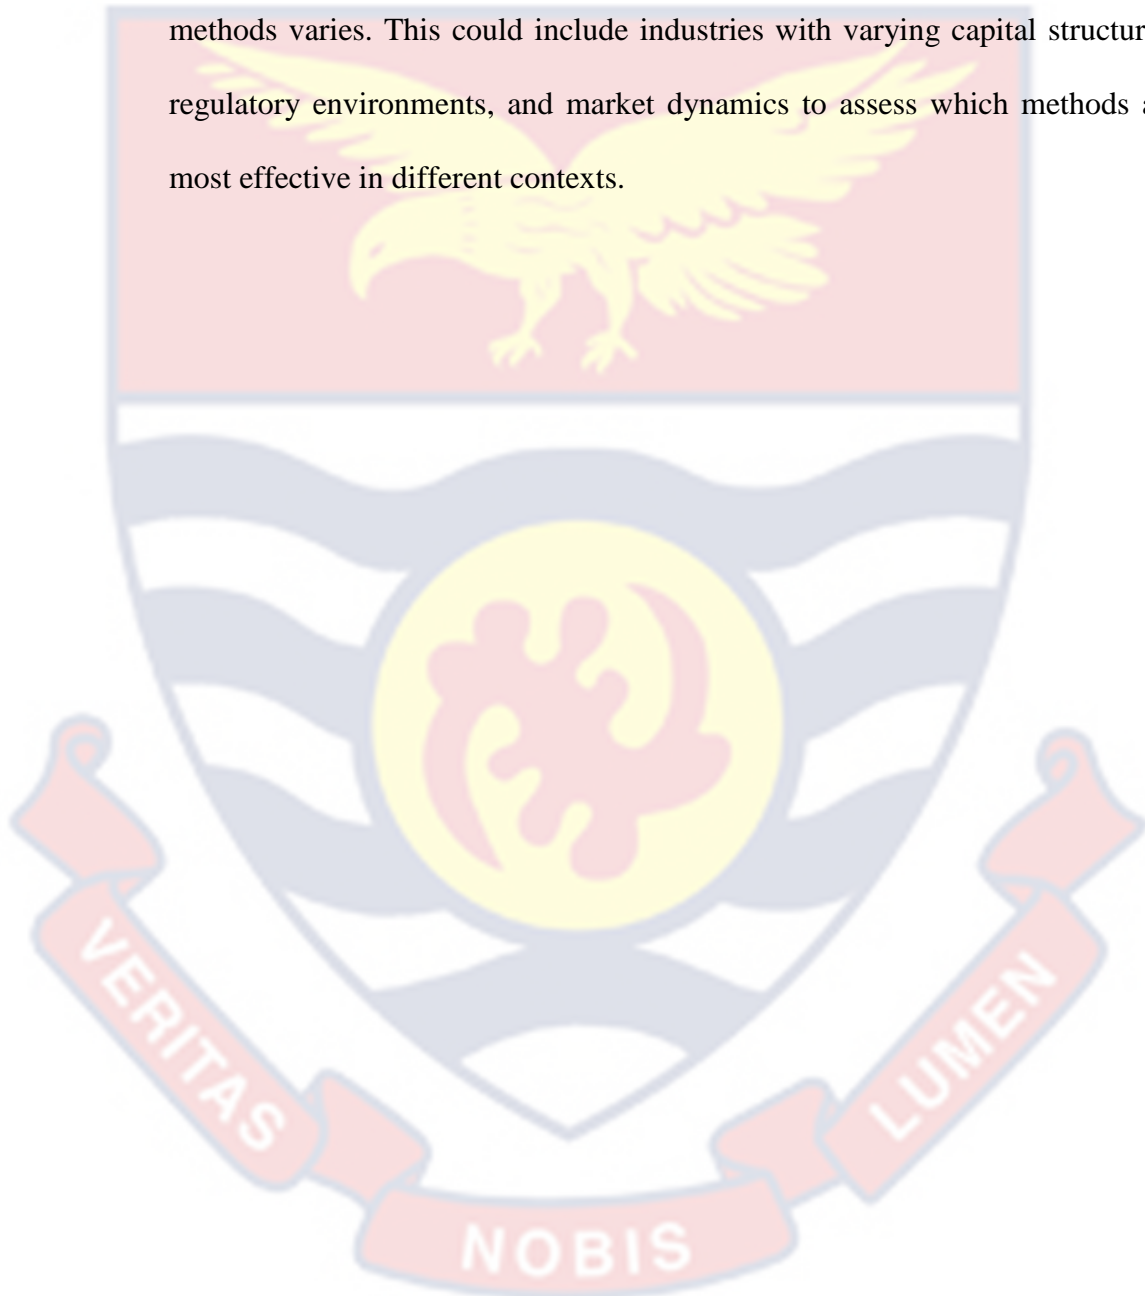 methods varies. This could include industries with varying capital structur
regulatory environments, and market dynamics to assess which methods a
most effective in different contexts.
VERITAS
NOBIS
LUMEN